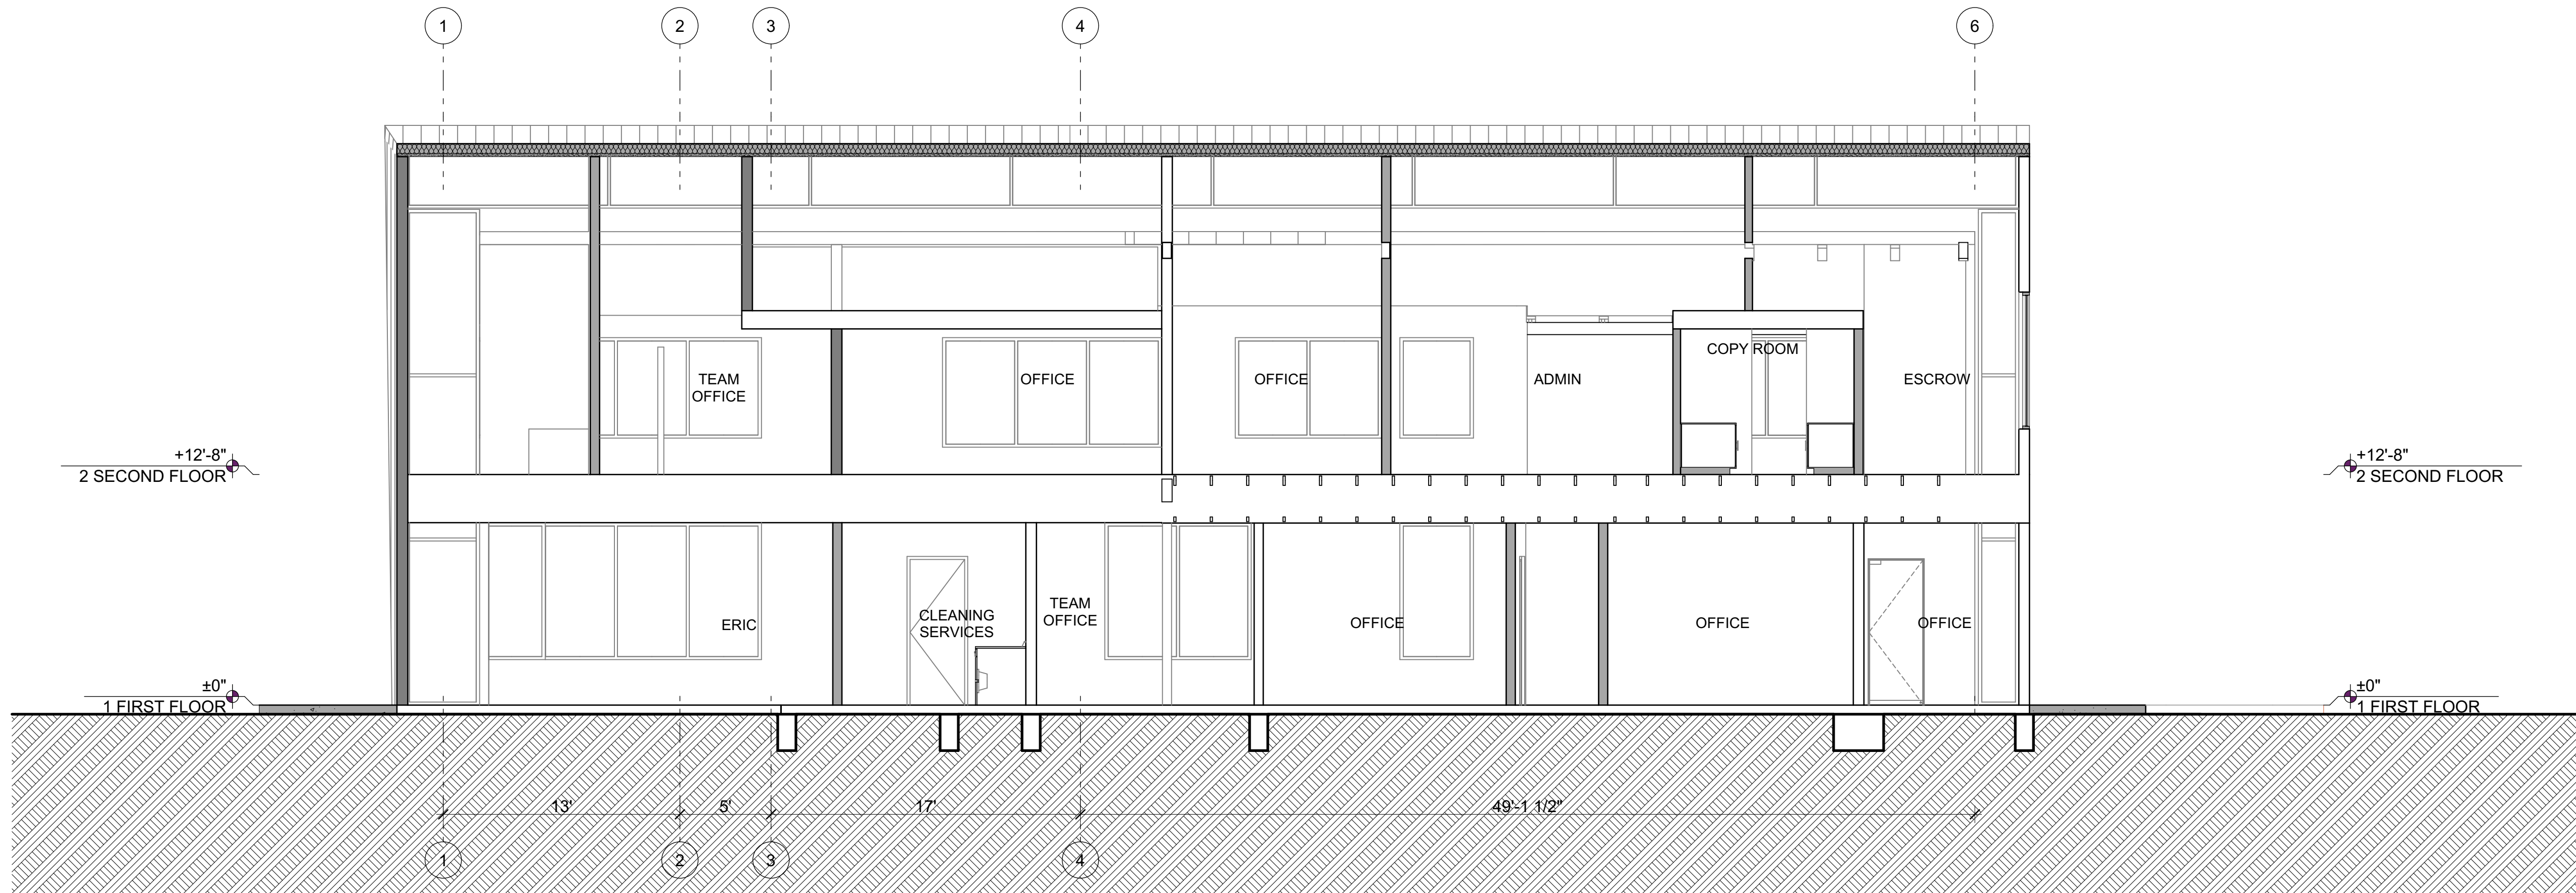 1
2
3
4
6
TEAM
OFFICE
OFFICE
OFFICE
ADMIN
COPY ROOM
ESCROW
+12'-8"
2 SECOND FLOOR
+12'-8"
2 SECOND FLOOR
ERIC
CLEANING
SERVICES
TEAM
OFFICE
OFFICE
OFFICE
OFFICE
±0"
1 FIRST FLOOR
±0"
1 FIRST FLOOR
13'
5'
17'
49'-1 1/2"
1
2
3
4